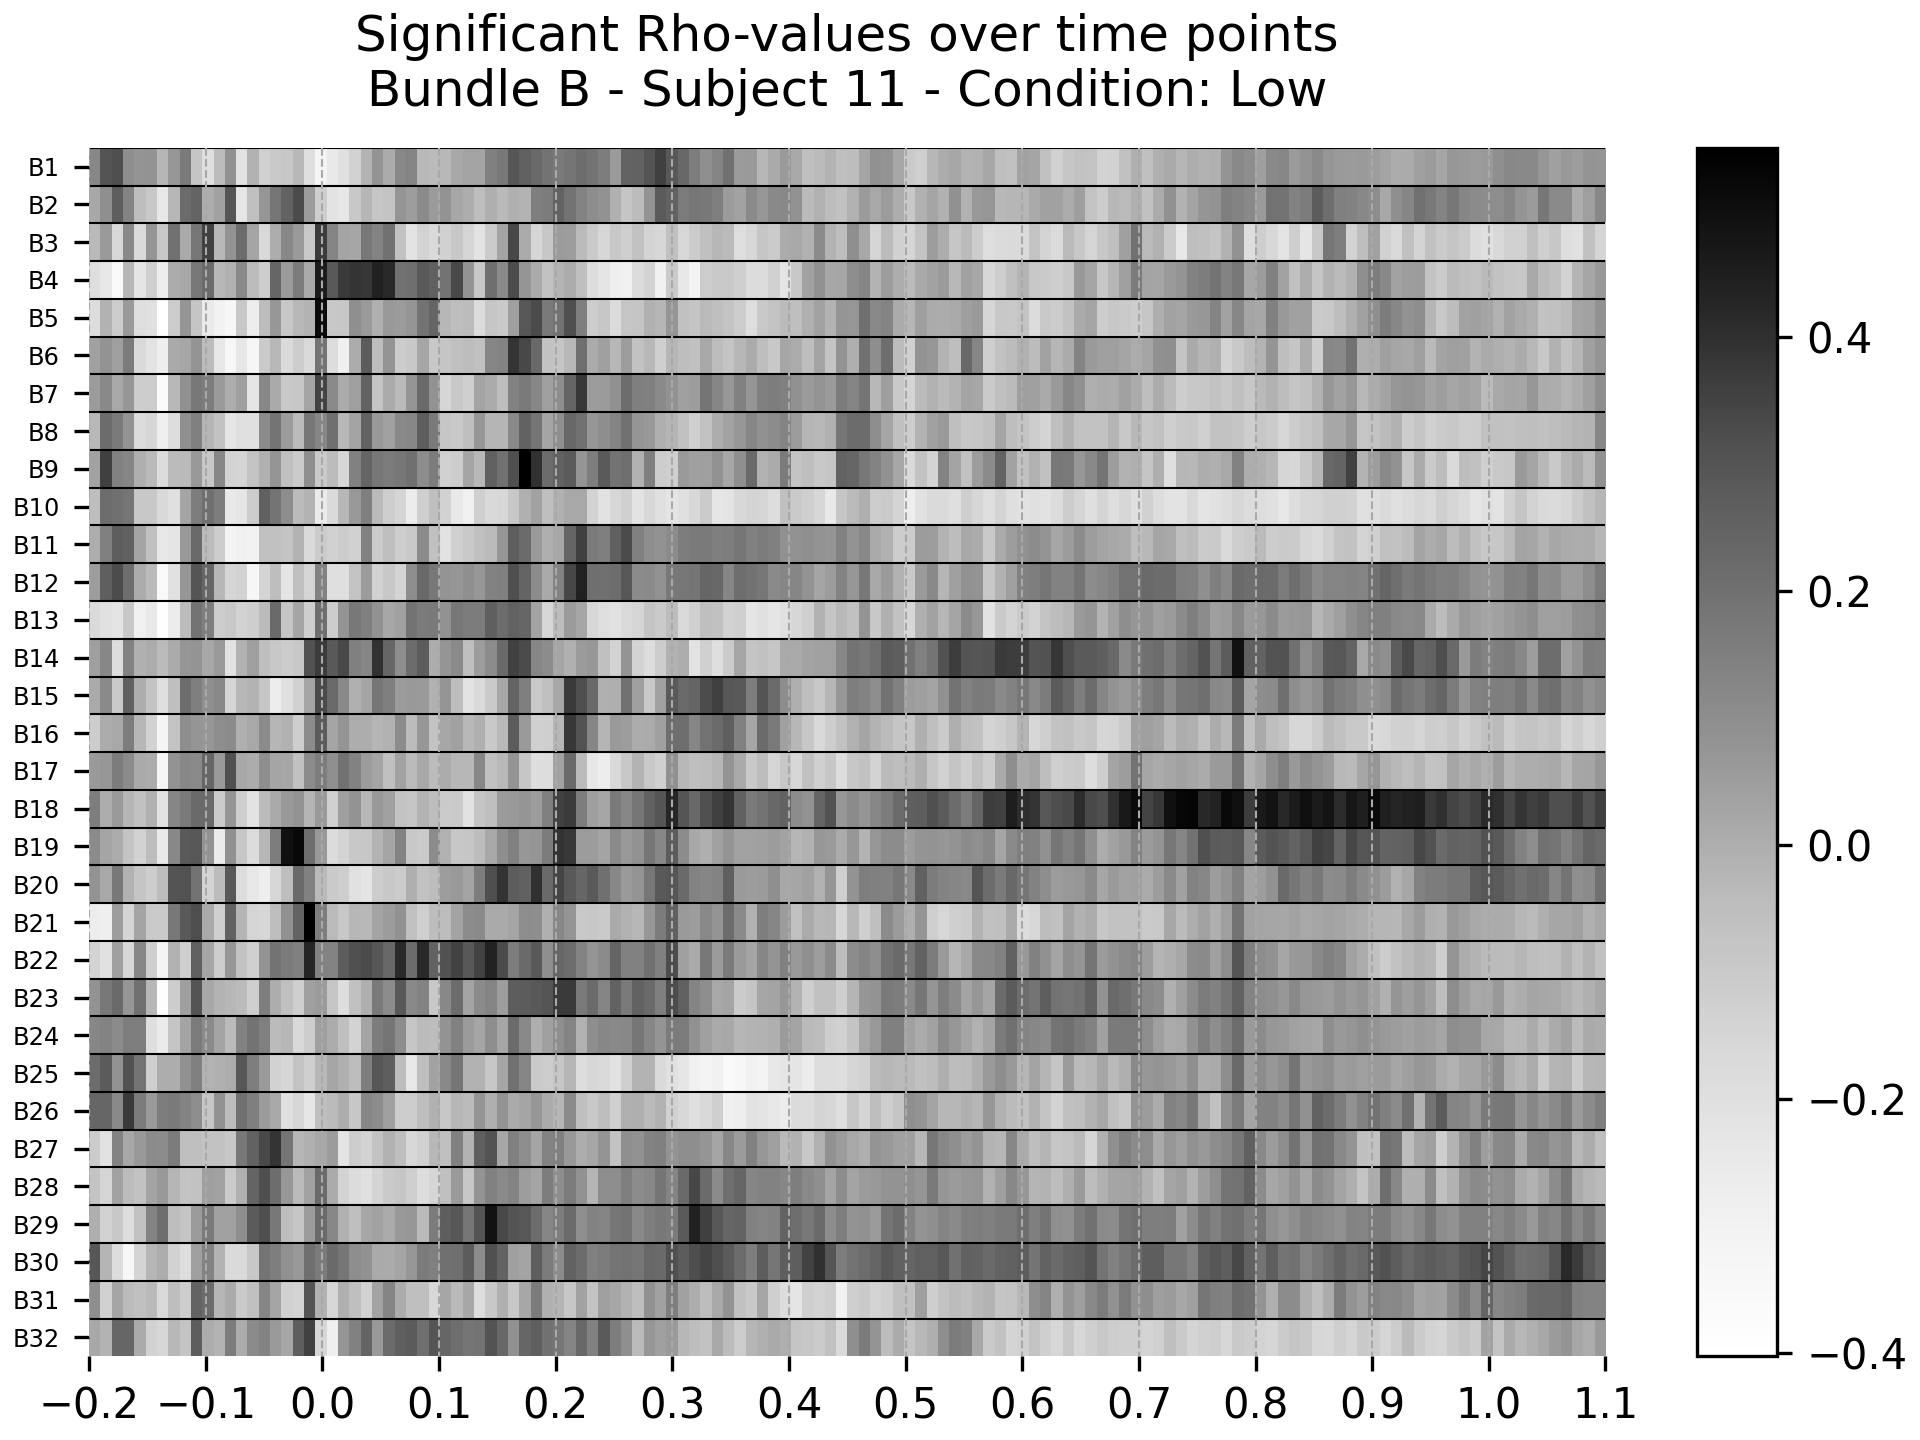 Significant Rho-values over time points
Bundle B - Subject 11 - Condition: Low
B1
B2
B3
B4
B5
B6
B7
B8
B9
B10
B11
B12
B13
B14
B15
B16
B17
B18
B19
B20
B21
B22
B23
B24
B25
B26
B27
B28
B29
B30
B31
B32
−0.2 −0.1 0.0 0.1 0.2 0.3 0.4 0.5 0.6 0.7 0.8 0.9 1.0 1.1
0.4
0.2
0.0
−0.2
−0.4